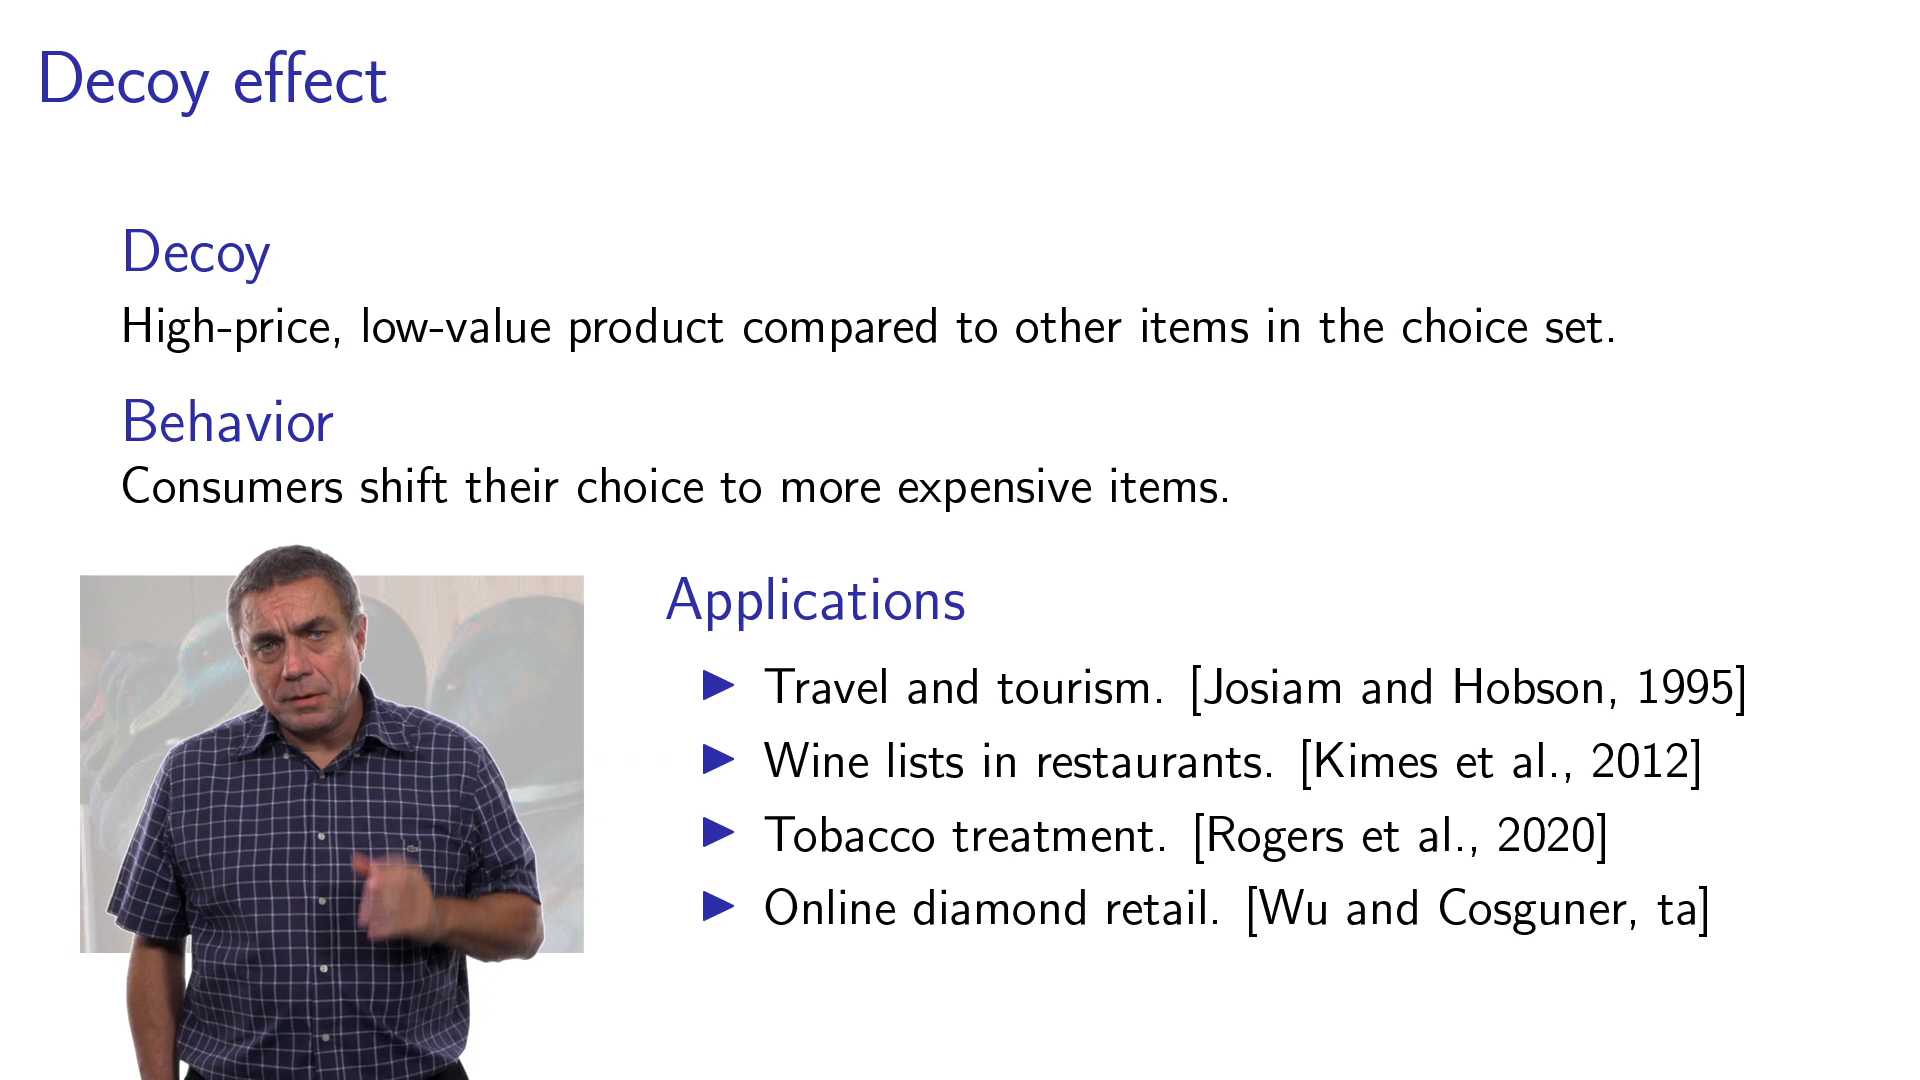 Decoy effect
Decoy
High-price, low-value product compared to other items in the choice set.
Behavior
Consumers shift their choice to more expensive items.
Applications
Travel and tourism. [Josiam and Hobson, 1995]
Wine lists in restaurants. [Kimes et al., 2012]
Tobacco treatment. [Rogers et al., 2020]
Online diamond retail. [Wu and Cosguner, ta]